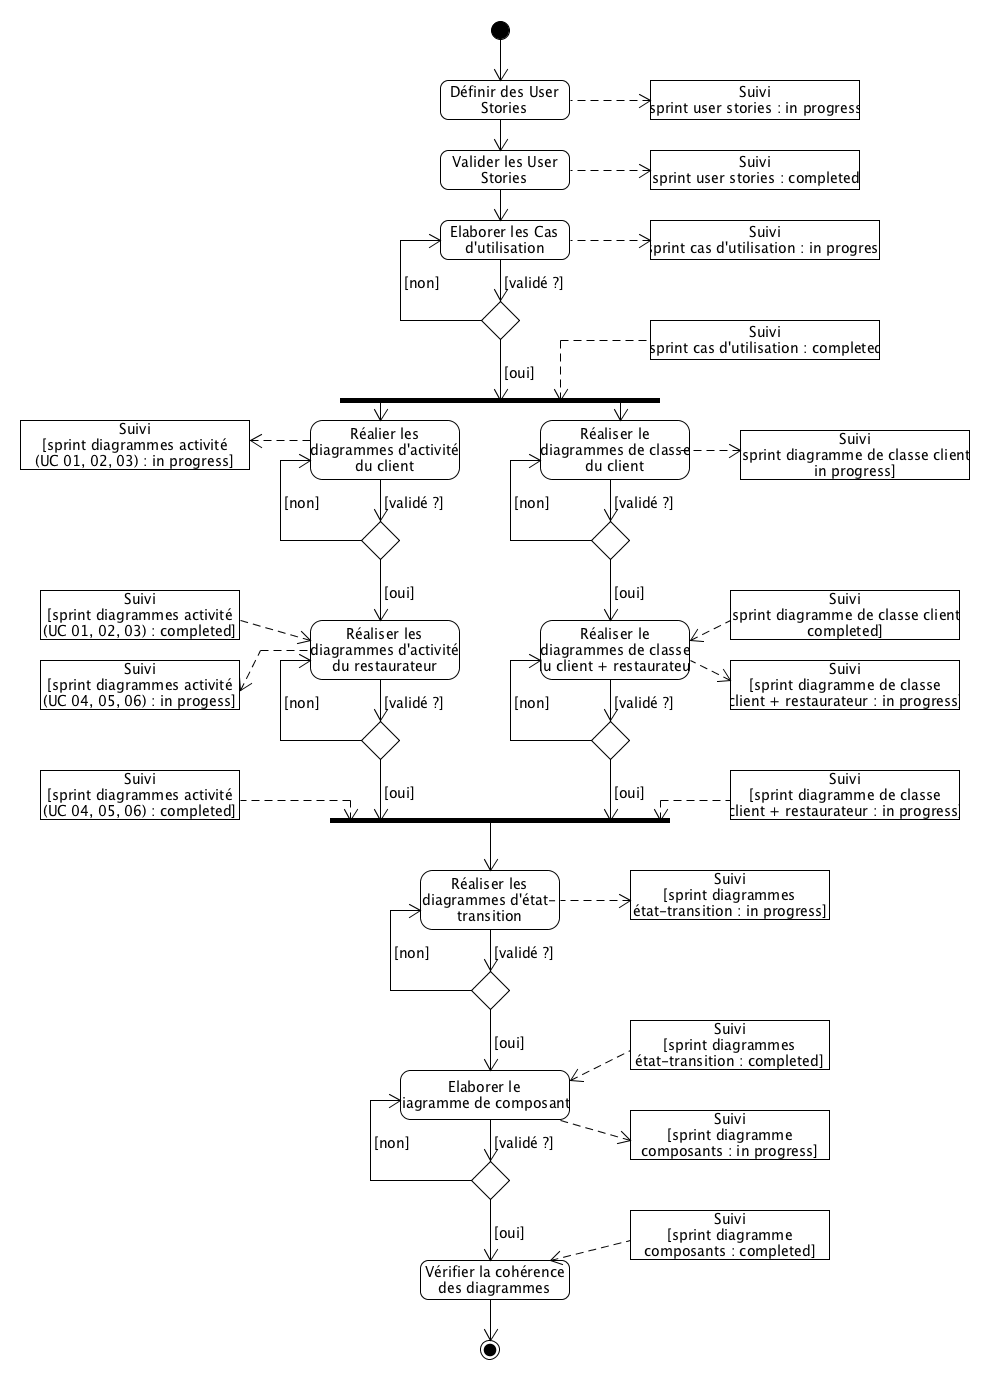 Définir des User
Stories
Suivi
sprint user stories : in progress
Valider les User
Stories
Suivi
sprint user stories : completed
Elaborer les Cas
d'utilisation
Suivi
sprint cas d'utilisation : in progres
[non]
[validé ?]
Suivi
sprint cas d'utilisation : completed
[oui]
Suivi
[sprint diagrammes activité
(UC 01, 02, 03) : in progress]
Réalier les
diagrammes d'activité
du client
Réaliser le
diagrammes de classe
du client
Suivi
sprint diagramme de classe client
in progress]
[non]
[validé ?]
[non]
[validé ?]
[oui]
[oui]
Suivi
[sprint diagrammes activité
(UC 01, 02, 03) : completed]
Réaliser les
diagrammes d'activité
du restaurateur
Réaliser le
diagrammes de classe
u client + restaurateu
Suivi
sprint diagramme de classe client
completed]
Suivi
[sprint diagrammes activité
(UC 04, 05, 06) : in progess]
Suivi
[sprint diagramme de classe
client + restaurateur : in progress]
[non]
[validé ?]
[non]
[validé ?]
Suivi
[sprint diagrammes activité
(UC 04, 05, 06) : completed]
[oui]
[oui]
Suivi
[sprint diagramme de classe
client + restaurateur : in progress]
Réaliser les
diagrammes d'état-
transition
Suivi
[sprint diagrammes
état-transition : in progress]
[non]
[validé ?]
[oui]
Suivi
[sprint diagrammes
état-transition : completed]
Elaborer le
iagramme de composant
Suivi
[sprint diagramme
composants : in progress]
[non]
[validé ?]
[oui]
Suivi
[sprint diagramme
composants : completed]
Vérifier la cohérence
des diagrammes